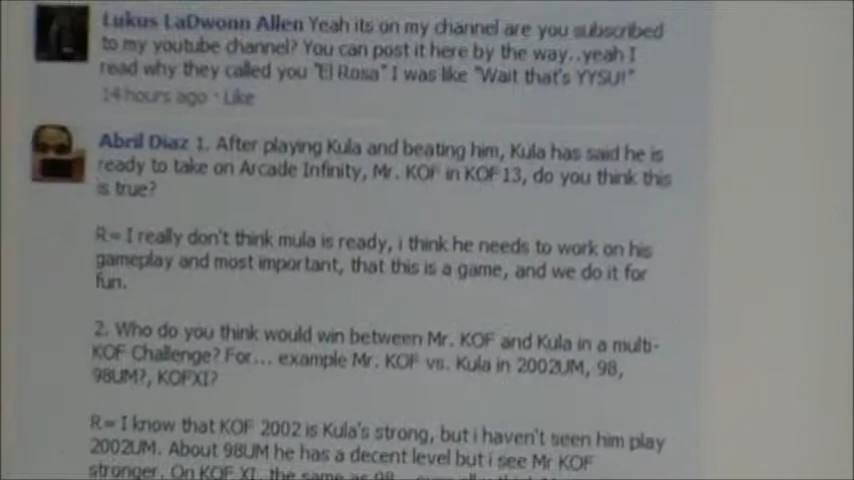 Lukus LaDwonn Allen Yeah its on my channel are you subscribed
to my youtube channel? You can post it here by the way..yeah I
read why they called you "El Rosa" I was like "Wait that's YYSU!"
14 hours ago · Like
Abril Diaz 1. After playing Kula and beating him, Kula has said he is
ready to take on Arcade Infinity, Mr. KOF in KOF13, do you think this
is true?
R= I really don't think mula is ready, i think he needs to work on his
gameplay and most important, that this is a game, and we do it for
fun.
2. Who do you think would win between Mr. KOF and Kula in a multi-
KOF Challenge? For... example Mr. KOF vs. Kula in 2002UM, 98,
98UM?, KOFXI?
R= I know that KOF 2002 is Kula's strong, but i haven't seen him play
2002UM. About 98UM he has a decent level but i see Mr KOF
stronger. On KOF XI, the same as 98